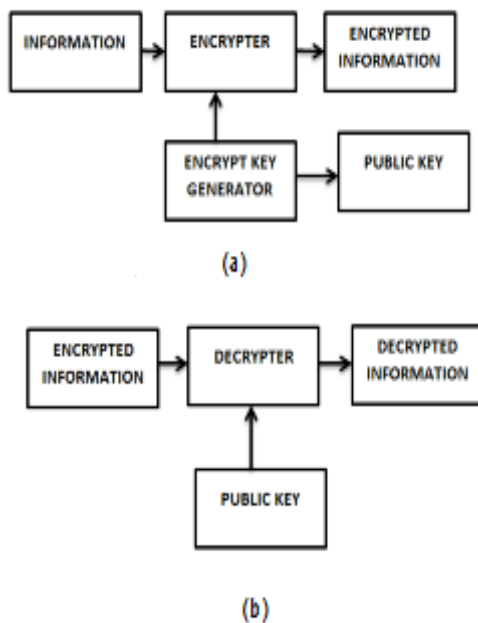 INFORMATION
ENCRYPTER
ENCRYPTED
INFORMATION
ENCRYPT KEY
GENERATOR
PUBLIC KEY
(a)
ENCRYPTED
INFORMATION
DECRYPTER
DECRYPTED
INFORMATION
PUBLIC KEY
(b)